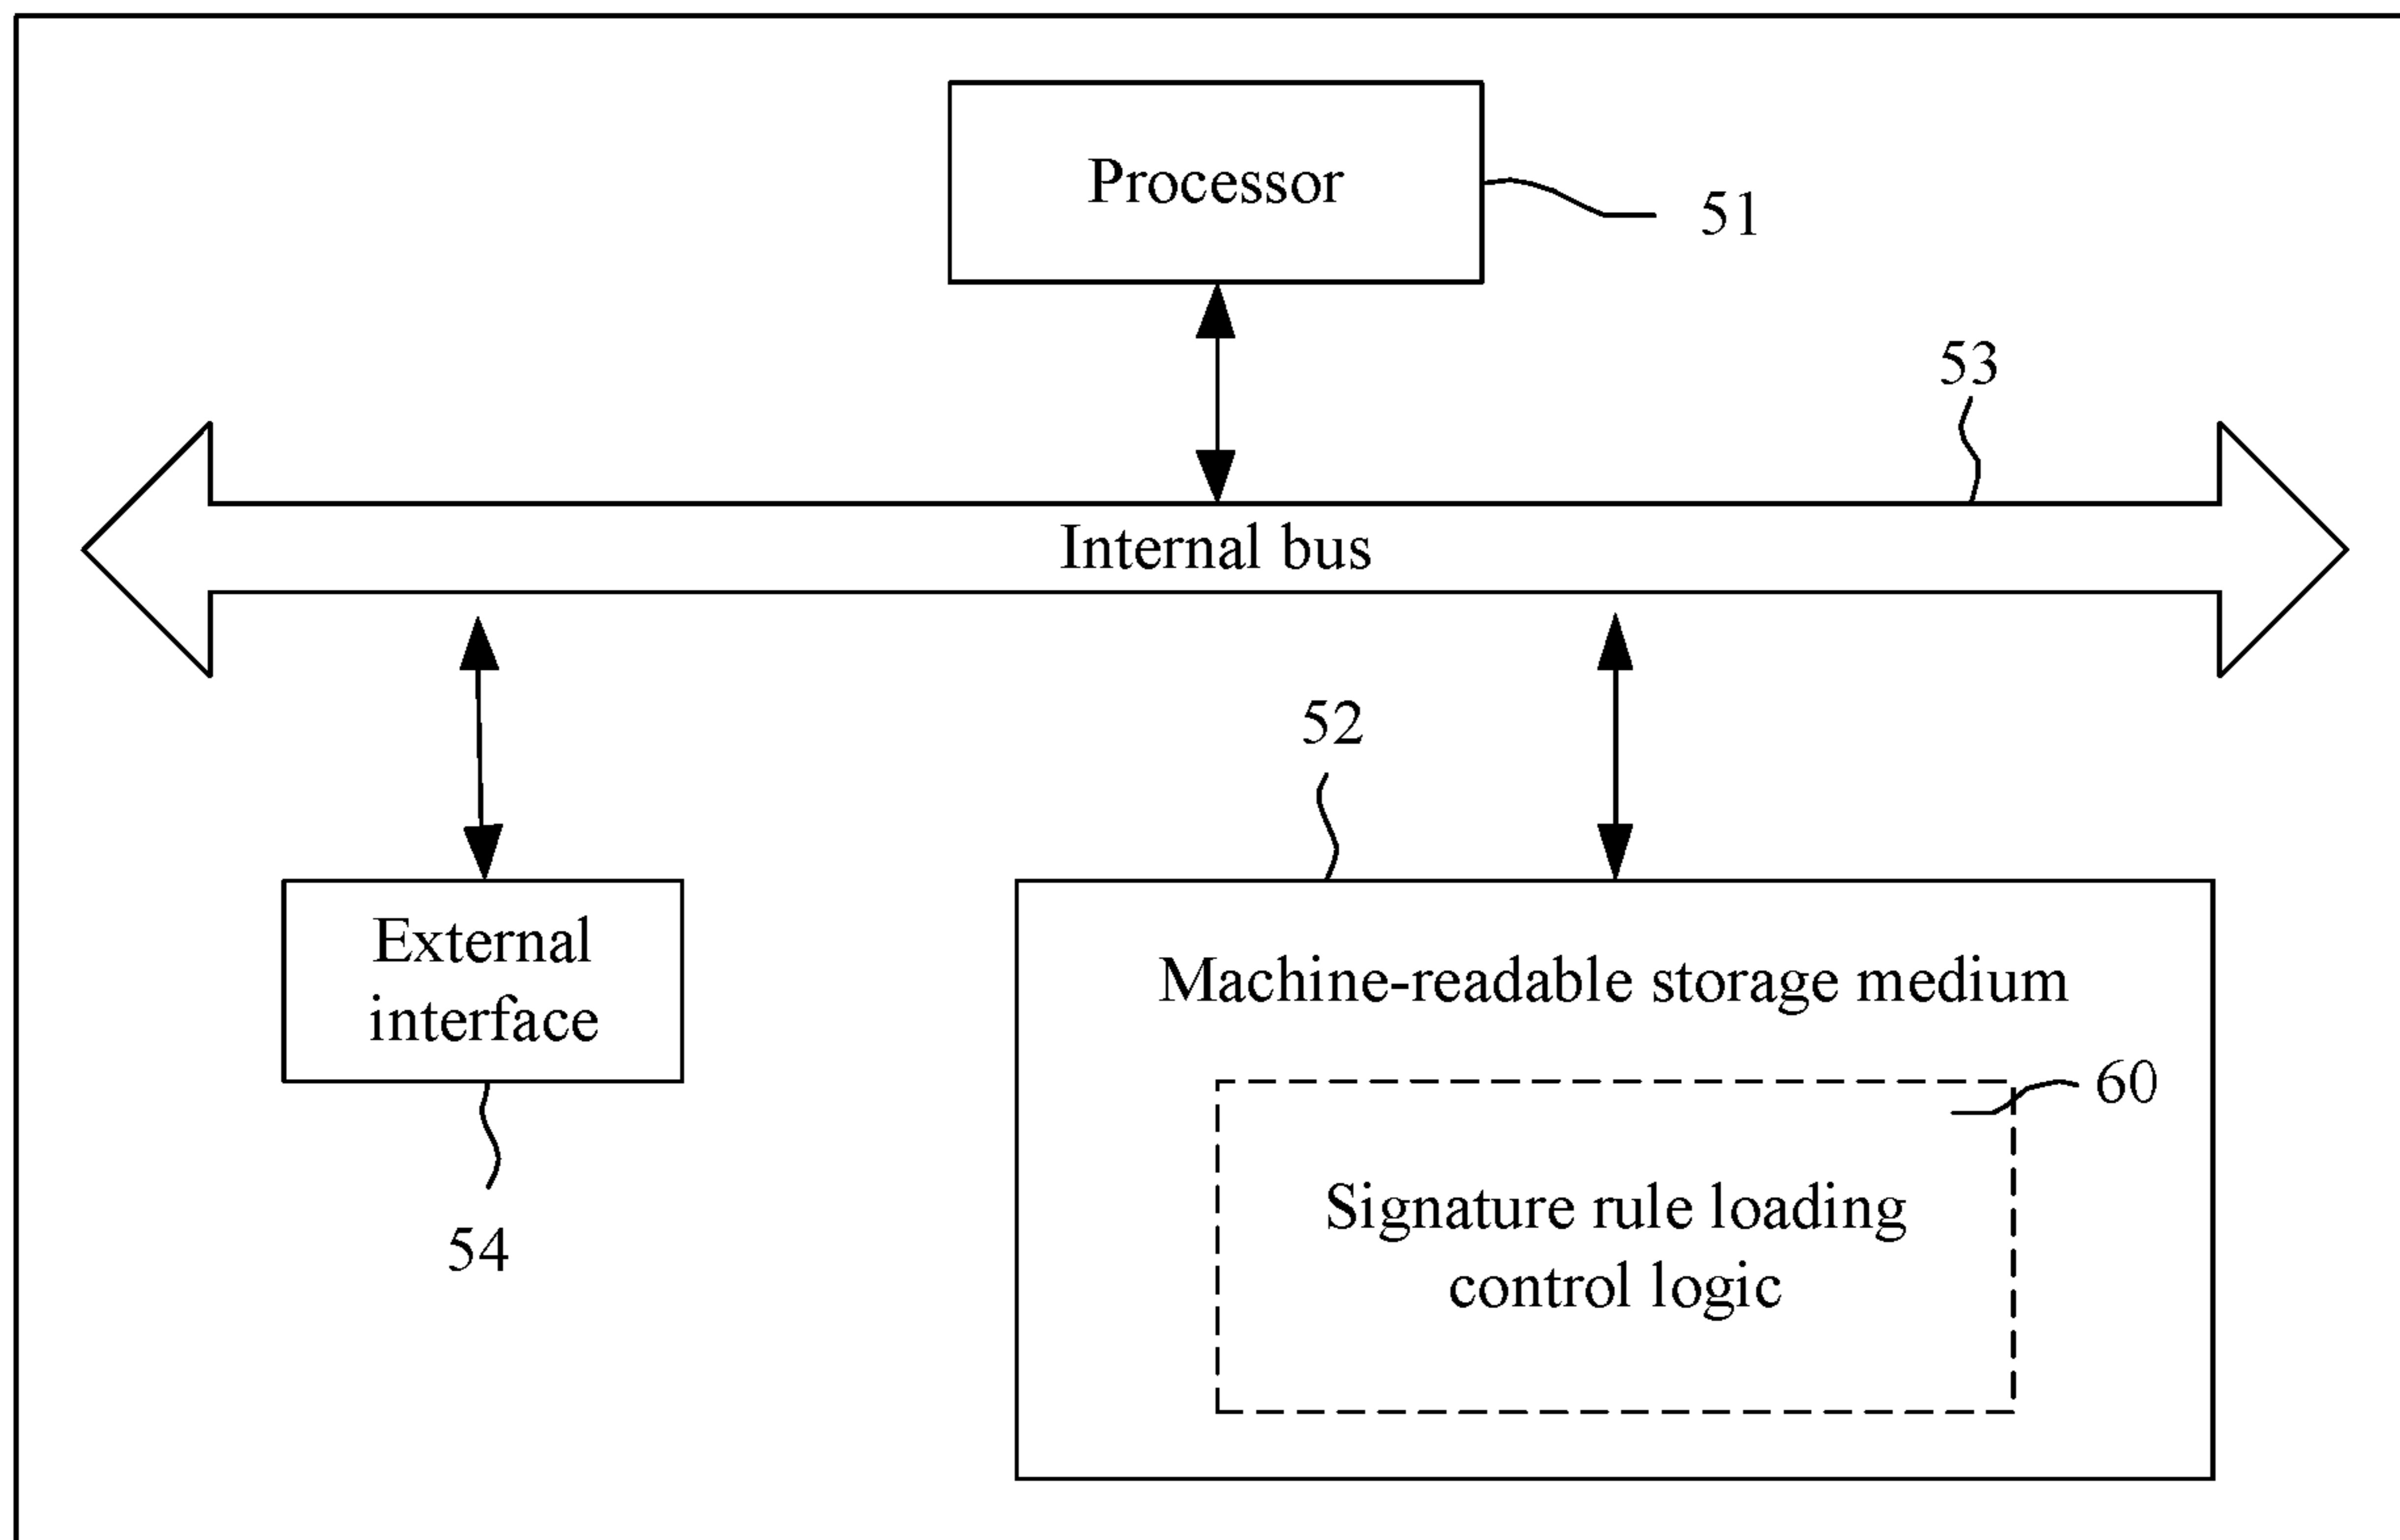 Processor
51
53
Internal bus
52
External
interface
Machine-readable storage medium
60
Signature rule loading
control logic
54